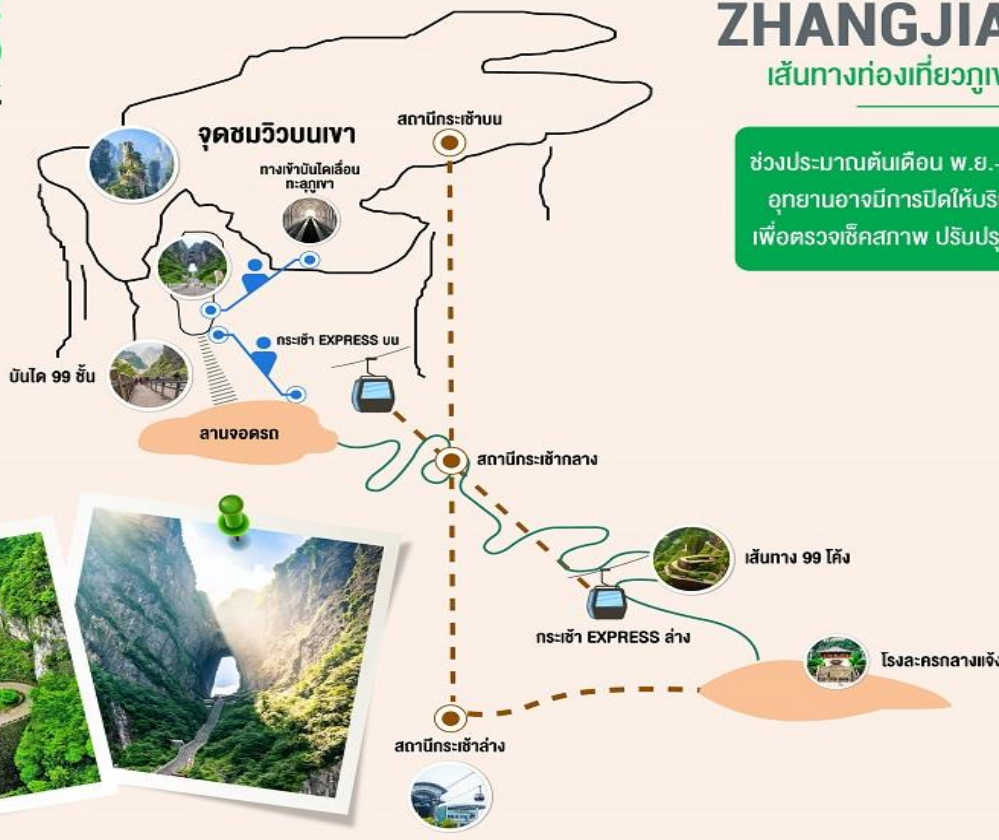 ZHANGJIA
เส้นทางท่องเที่ยวภูเข
ช่วงประมาณต้นเดือน พ.ย.-
อุทยานอาจมีการปิดให้บริ
เพื่อตรวจเช็คสภาพ ปรับปรุ
สถานีกระเช้าบน
จุดชมวิวบนเขา
ทางเข้าบันไดเลื่อน
ทะลุภูเขา
กระเช้า EXPRESS บน
บันได 99 ชั้น
ลานจอดรถ
สถานีกระเช้ากลาง
เส้นทาง 99 โค้ง
กระเช้า EXPRESS ล่าง
โรงละครกลางแจ้ง
สถานีกระเช้าล่าง